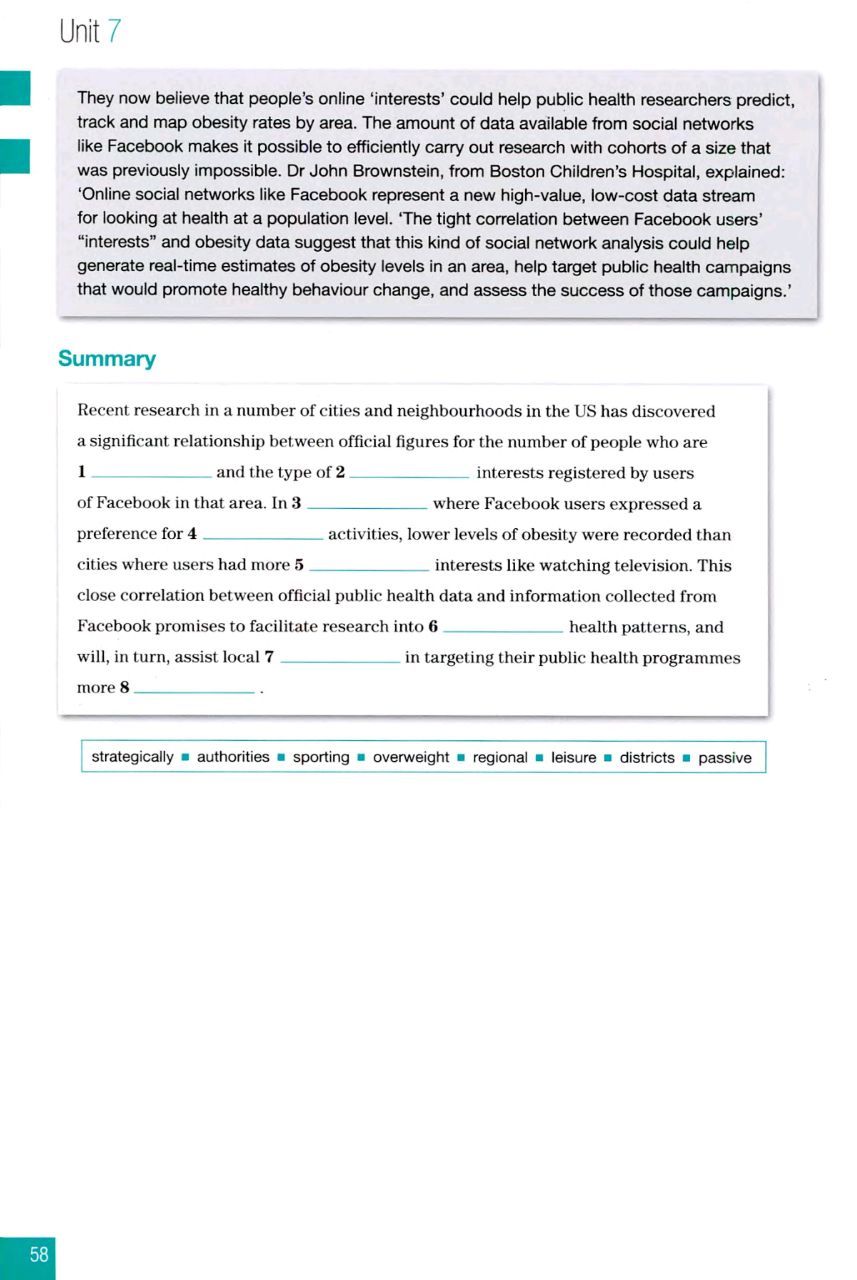 Unit 7
They now believe that people's online ‘interests’ could help public health researchers predict,
track and map obesity rates by area. The amount of data available from social networks
like Facebook makes it possible to efficiently carry out research with cohorts of a size that
was previously impossible. Dr John Brownstein, from Boston Children's Hospital, explained:
‘Online social networks like Facebook represent a new high-value, low-cost data stream
for looking at health at a population level. ‘The tight correlation between Facebook users’
“interests” and obesity data suggest that this kind of social network analysis could help
generate real-time estimates of obesity levels in an area, help target public health campaigns
that would promote healthy behaviour change, and assess the success of those campaigns.’
Summary
Recent research in a number of cities and neighbourhoods in the US has discovered
a significant relationship between official figures for the number of people who are
1 ____________ and the type of 2 ____________ interests registered by users
of Facebook in that area. In 3 ____________ where Facebook users expressed a
preference for 4 ____________ activities, lower levels of obesity were recorded than
cities where users had more 5 ____________ interests like watching television. This
close correlation between official public health data and information collected from
Facebook promises to facilitate research into 6 ____________ health patterns, and
will, in turn, assist local 7 ____________ in targeting their public health programmes
more 8 ____________ .
strategically ■ authorities ■ sporting ■ overweight ■ regional ■ leisure ■ districts ■ passive
58